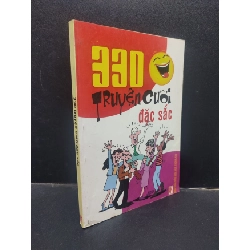 330
TRUYỆN CƯỜI
đặc sắc